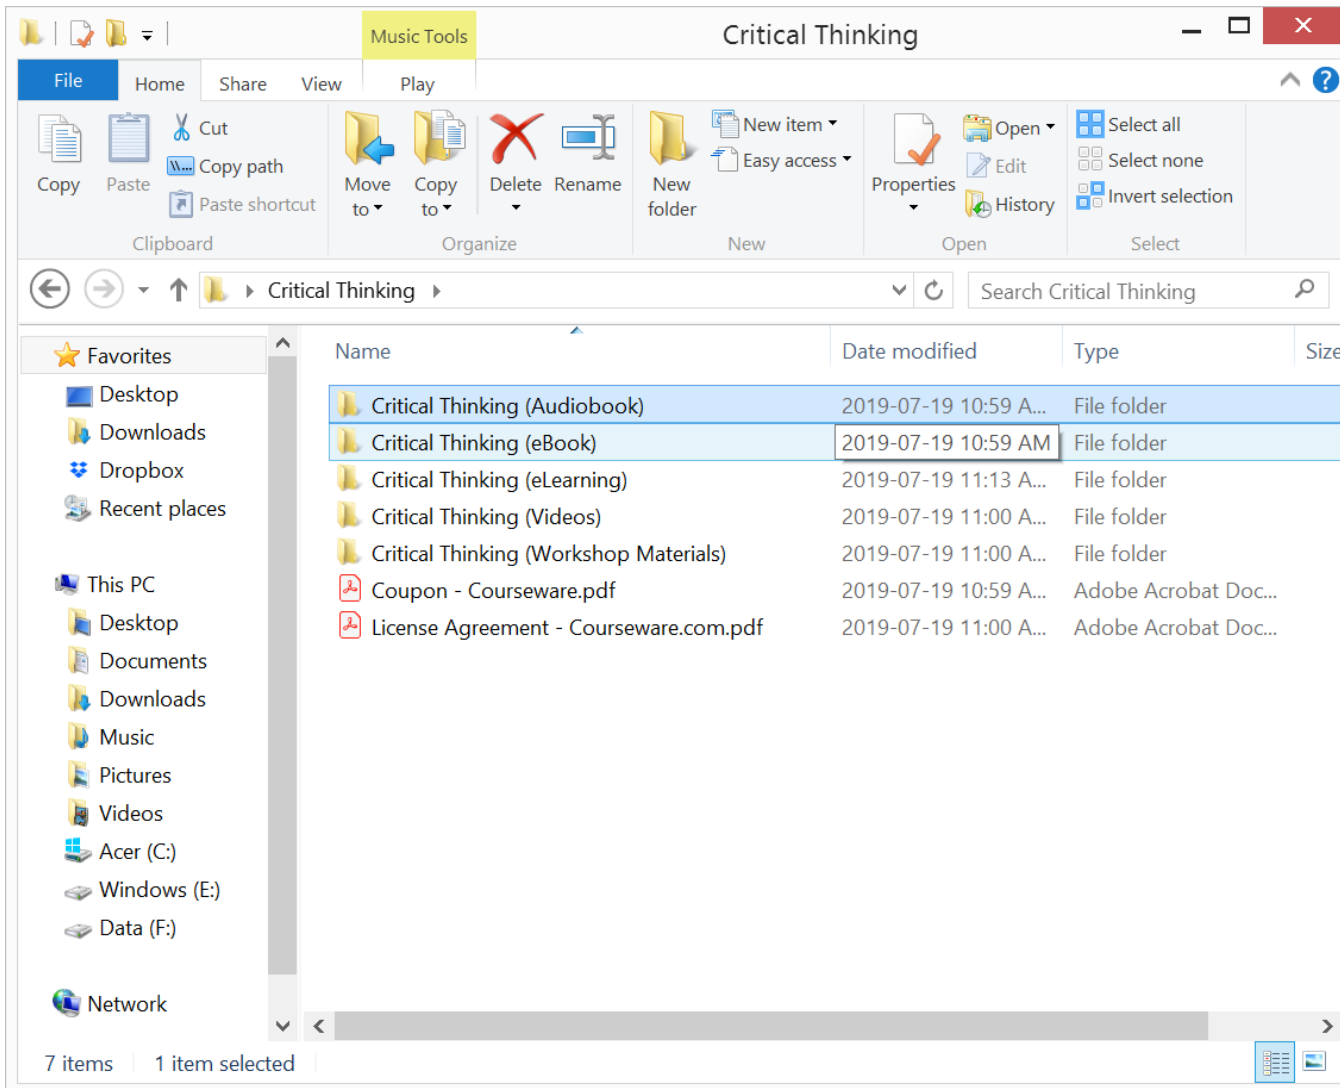 Music Tools
Critical Thinking
File Home Share View Play
Copy
Paste
Cut
Copy path
Paste shortcut
Clipboard
Move to
Copy to
Delete
Rename
Organize
New folder
New item
Easy access
New
Properties
Open
Edit
History
Open
Select all
Select none
Invert selection
Select
Critical Thinking
Search Critical Thinking
Favorites
Desktop
Downloads
Dropbox
Recent places
This PC
Desktop
Documents
Downloads
Music
Pictures
Videos
Acer (C:)
Windows (E:)
Data (F:)
Network
Name Date modified Type Size
Critical Thinking (Audiobook) 2019-07-19 10:59 A... File folder
Critical Thinking (eBook) 2019-07-19 10:59 AM File folder
Critical Thinking (eLearning) 2019-07-19 11:13 A... File folder
Critical Thinking (Videos) 2019-07-19 11:00 A... File folder
Critical Thinking (Workshop Materials) 2019-07-19 11:00 A... File folder
Coupon - Courseware.pdf 2019-07-19 10:59 A... Adobe Acrobat Doc...
License Agreement - Courseware.com.pdf 2019-07-19 11:00 A... Adobe Acrobat Doc...
7 items 1 item selected